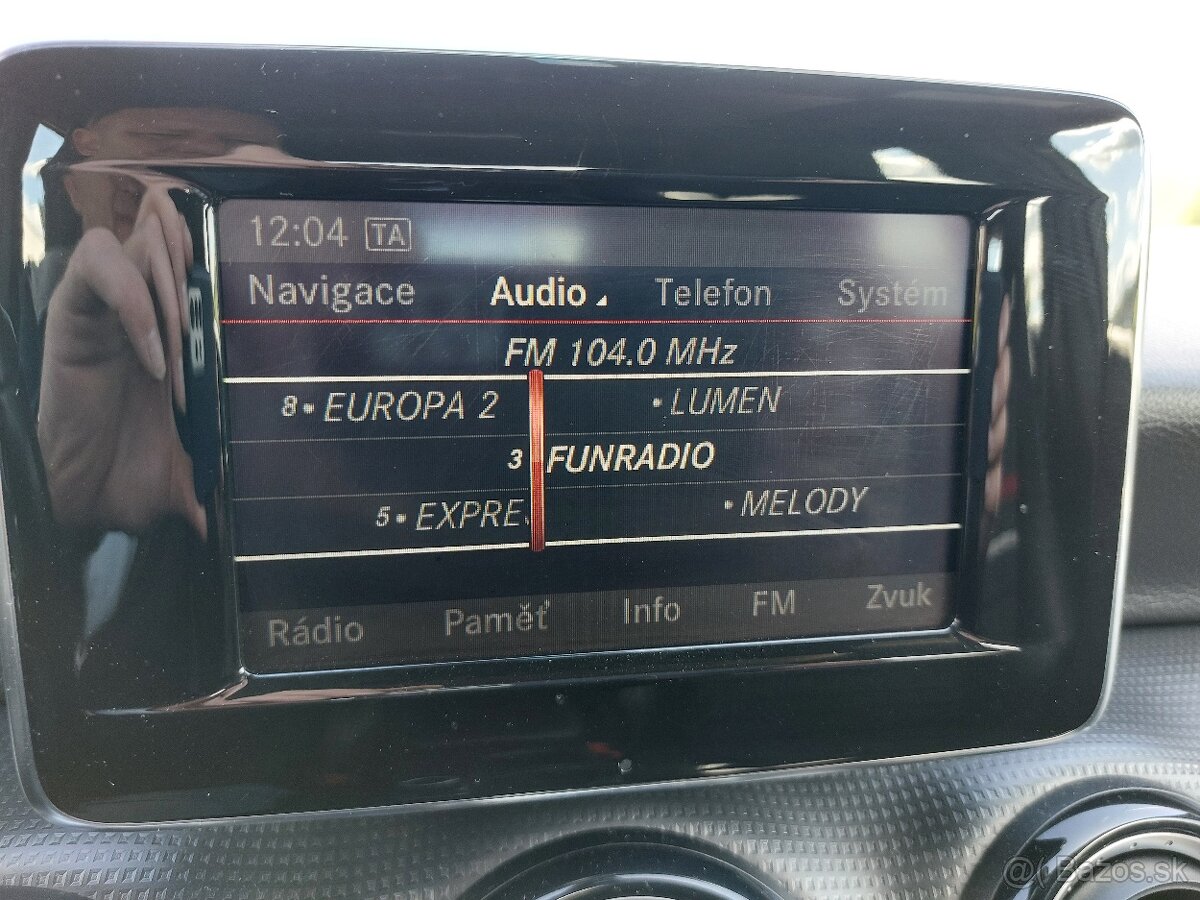 12:04 TA
Navigace Audio Telefon Systém
FM 104.0 MHz
8 • EUROPA 2 • LUMEN
3 FUNRADIO
5 • EXPRE • MELODY
Rádio Paměť Info FM Zvuk
Bazos.sk